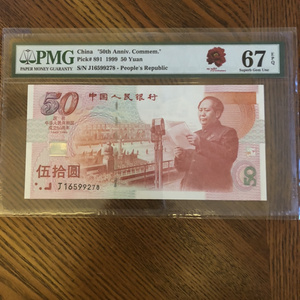 PMG
PAPER MONEY GUARANTY
China "50th Anniv. Commem."
Pick# 891 1999 50 Yuan
S/N J16599278 - People's Republic
67 EPQ
Superb Gem Unc
50
中国人民银行
伍拾圆
J16599278
50